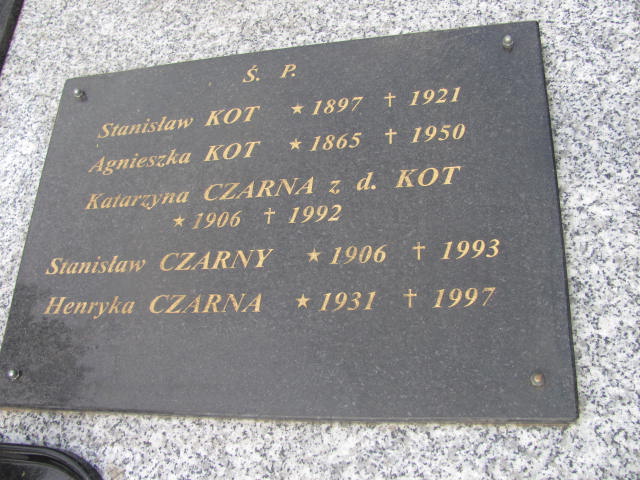 Ś. P.
Stanisław KOT ★ 1897 † 1921
Agnieszka KOT ★ 1865 † 1950
Katarzyna CZARNA z d. KOT
★ 1906 † 1992
Stanisław CZARNY ★ 1906 † 1993
Henryka CZARNA ★ 1931 † 1997